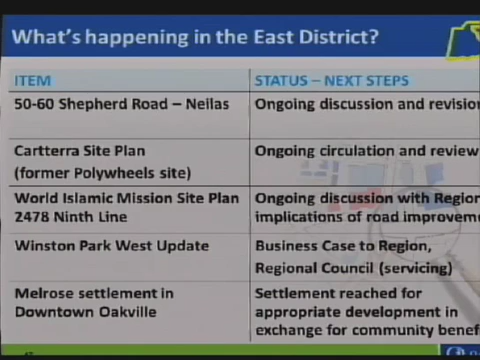 What's happening in the East District?
ITEM
STATUS – NEXT STEPS
50-60 Shepherd Road – Neilas
Ongoing discussion and revision
Cartterra Site Plan
(former Polywheels site)
Ongoing circulation and review
World Islamic Mission Site Plan
2478 Ninth Line
Ongoing discussion with Region
implications of road improveme
Winston Park West Update
Business Case to Region,
Regional Council (servicing)
Melrose settlement in
Downtown Oakville
Settlement reached for
appropriate development in
exchange for community benef